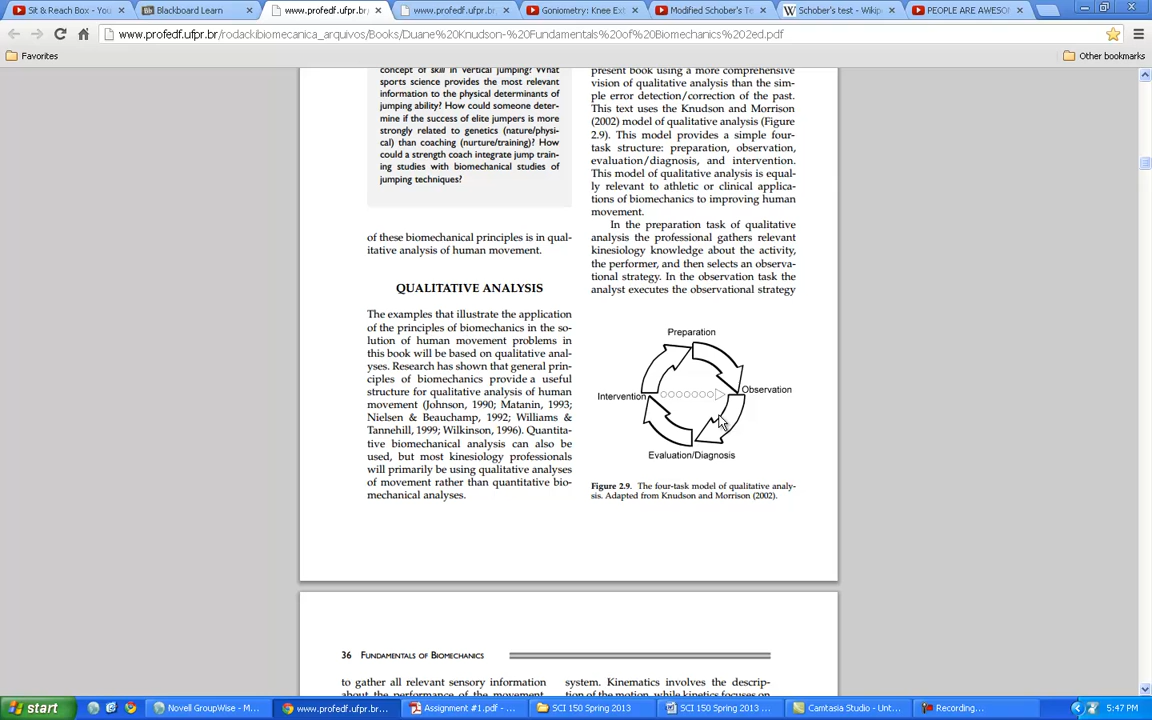 Sit & Reach Box - You
Blackboard Learn
www.profedf.ufpr.br/
www.profedf.ufpr.br/
Goniometry: Knee Ex
Modified Schober's Te
Schober's test - Wikip
PEOPLE ARE AWESO
www.profedf.ufpr.br/rodackibiomecanica_arquivos/Books/Duane%20Knudson-%20Fundamentals%20of%20Biomechanics%202ed.pdf
Favorites
Other bookmarks
concept of skill in vertical jumping? What
sports science provides the most relevant
information to the physical determinants of
jumping ability? How could someone deter-
mine if the success of elite jumpers is more
strongly related to genetics (nature/physi-
cal) than coaching (nurture/training)? How
could a strength coach integrate jump train-
ing studies with biomechanical studies of
jumping techniques?
of these biomechanical principles is in qual-
itative analysis of human movement.
QUALITATIVE ANALYSIS
The examples that illustrate the application
of the principles of biomechanics in the so-
lution of human movement problems in
this book will be based on qualitative anal-
yses. Research has shown that general prin-
ciples of biomechanics provide a useful
structure for qualitative analysis of human
movement (Johnson, 1990; Matanin, 1993;
Nielsen & Beauchamp, 1992; Williams &
Tannehill, 1999; Wilkinson, 1996). Quantita-
tive biomechanical analysis can also be
used, but most kinesiology professionals
will primarily be using qualitative analyses
of movement rather than quantitative bio-
mechanical analyses.
present book using a more comprehensive
vision of qualitative analysis than the sim-
ple error detection/correction of the past.
This text uses the Knudson and Morrison
(2002) model of qualitative analysis (Figure
2.9). This model provides a simple four-
task structure: preparation, observation,
evaluation/diagnosis, and intervention.
This model of qualitative analysis is equal-
ly relevant to athletic or clinical applica-
tions of biomechanics to improving human
movement.
In the preparation task of qualitative
analysis the professional gathers relevant
kinesiology knowledge about the activity,
the performer, and then selects an observa-
tional strategy. In the observation task the
analyst executes the observational strategy
Preparation
Observation
Intervention
Evaluation/Diagnosis
Figure 2.9. The four-task model of qualitative analy-
sis. Adapted from Knudson and Morrison (2002).
36 FUNDAMENTALS OF BIOMECHANICS
to gather all relevant sensory information
about the performance of the movement.
system. Kinematics involves the descrip-
tion of the motion, while kinetics focuses on
start
Novell GroupWise - M...
www.profedf.ufpr.br...
Assignment #1.pdf - ...
SCI 150 Spring 2013
SCI 150 Spring 2013 ...
Camtasia Studio - Unt...
Recording...
5:47 PM